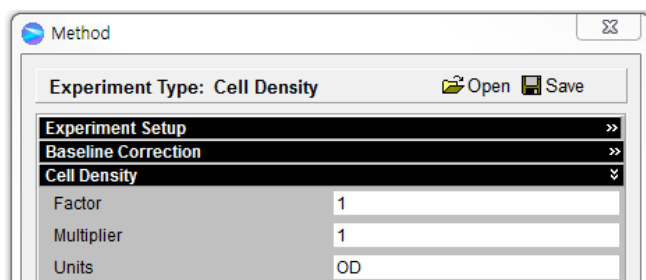 Method
Experiment Type: Cell Density Open Save
Experiment Setup »
Baseline Correction »
Cell Density
Factor 1
Multiplier 1
Units OD